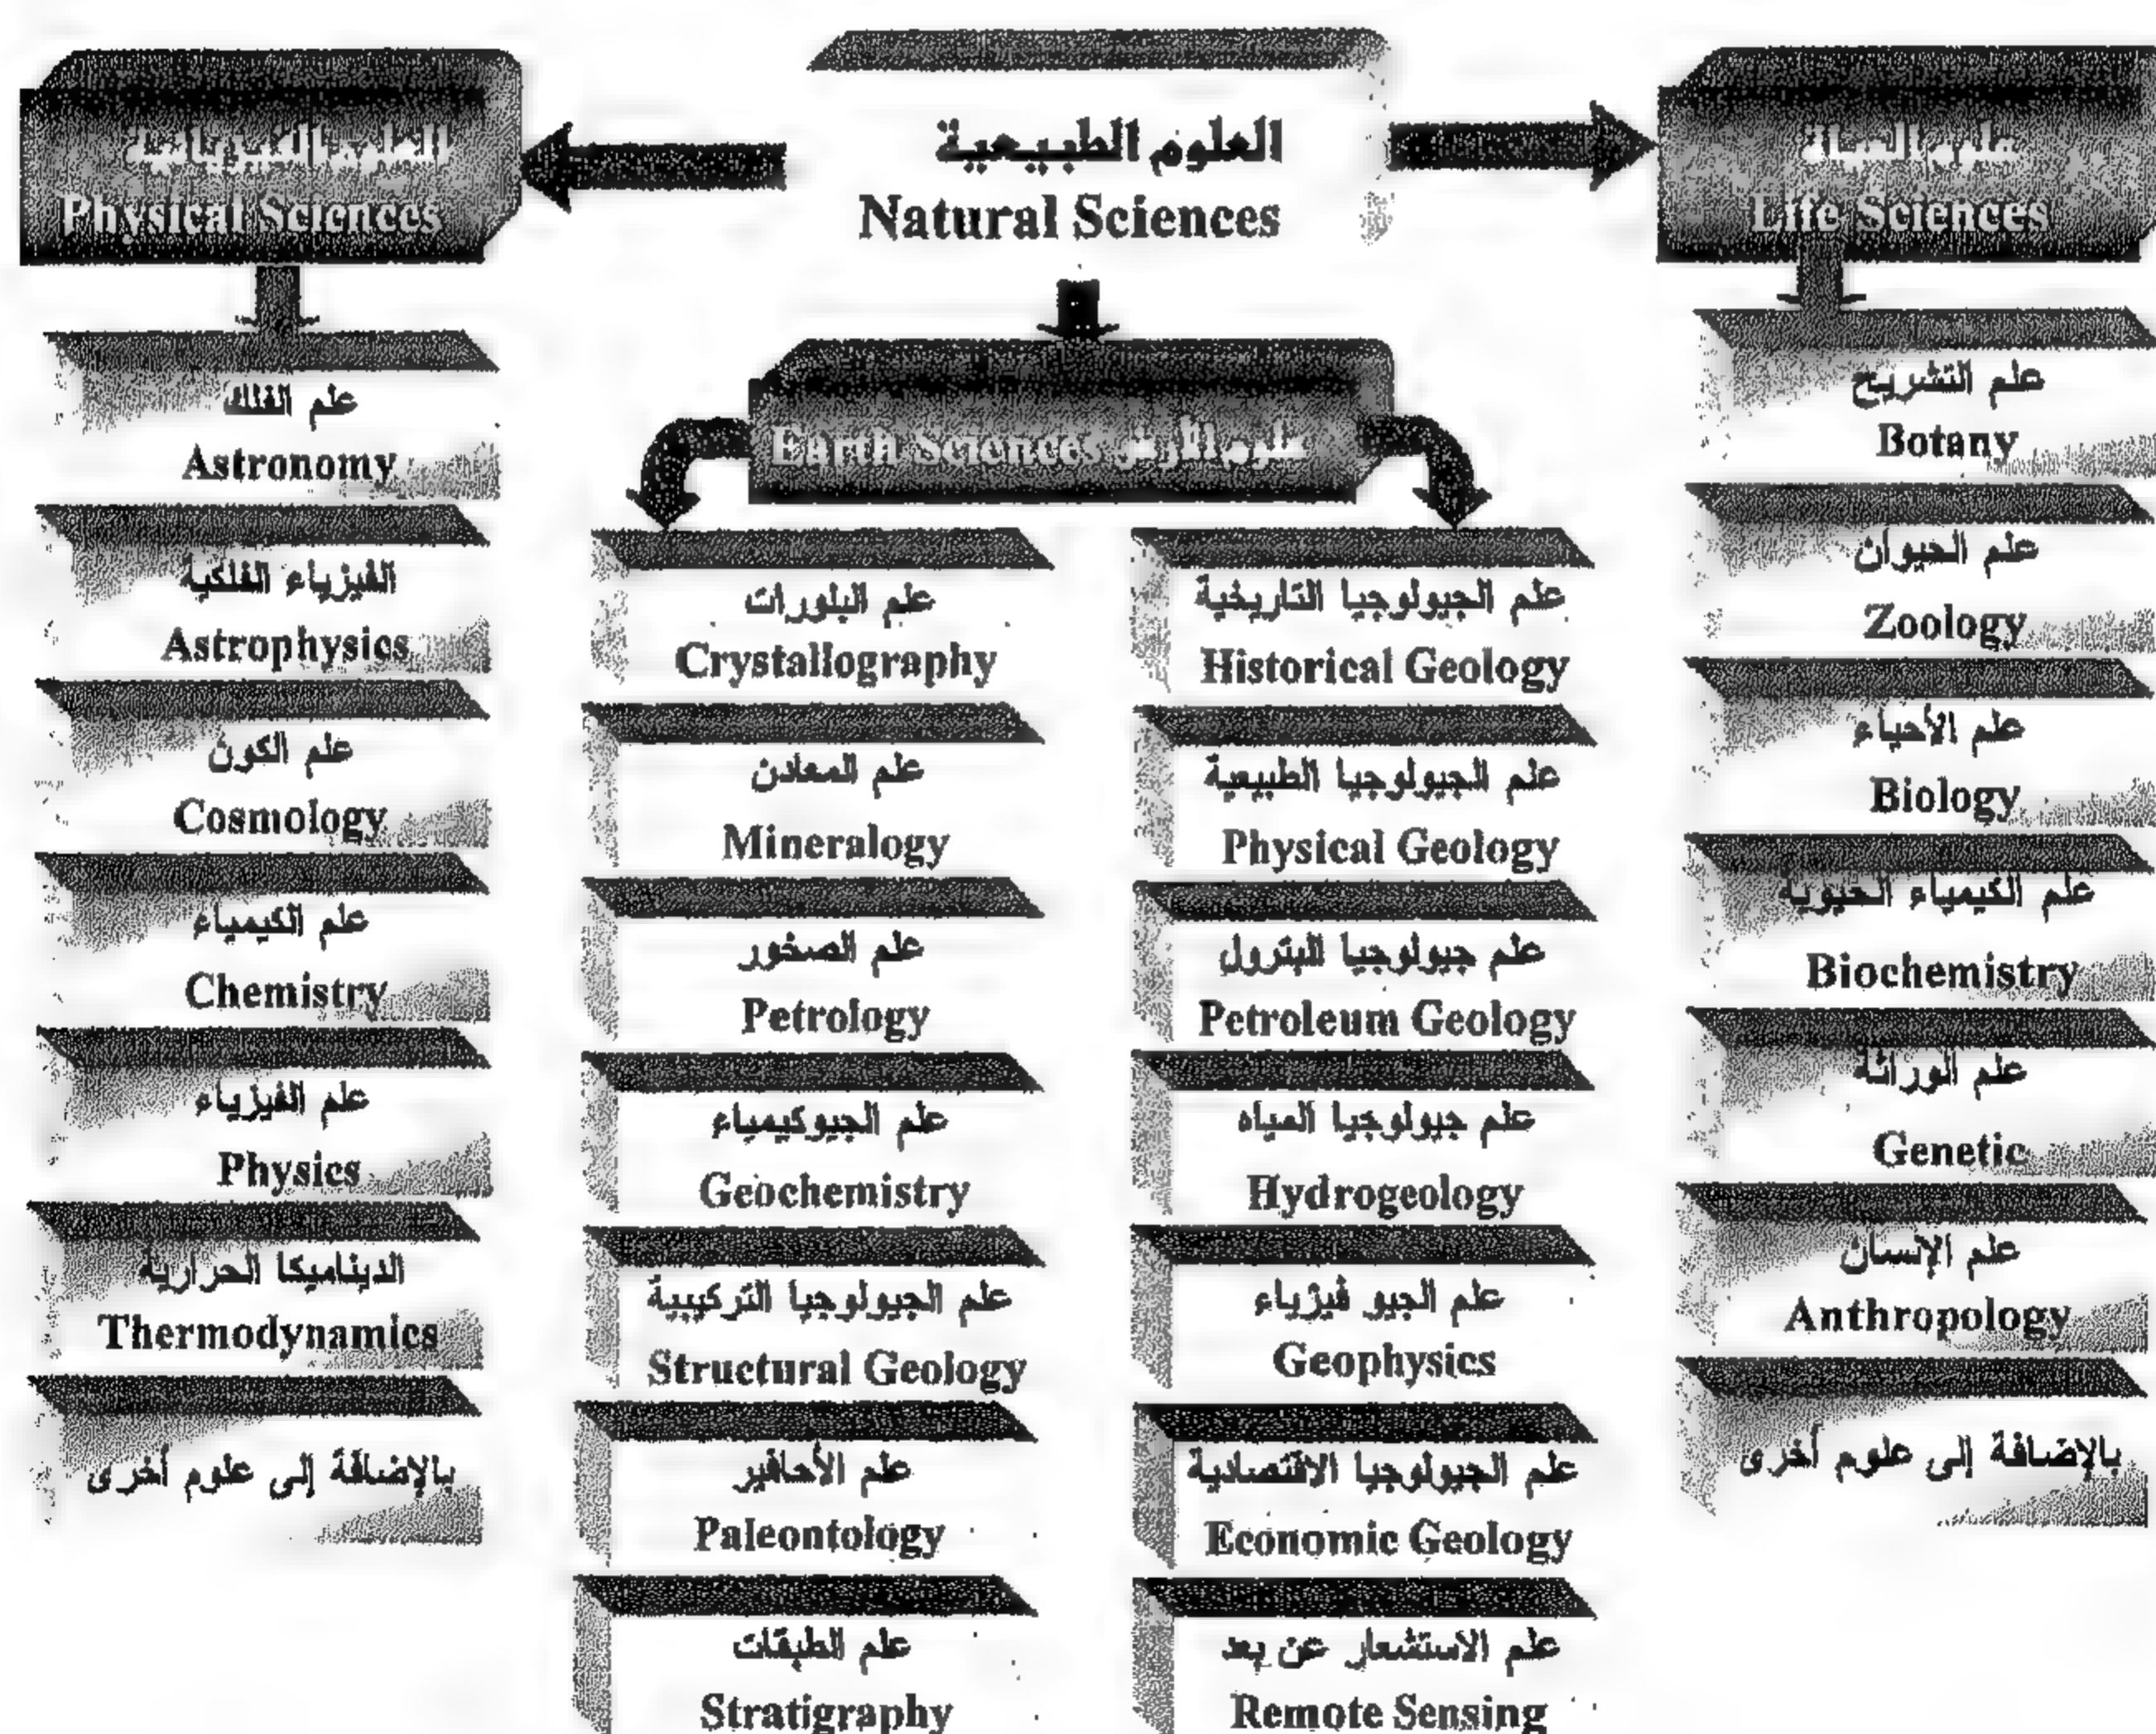 العلوم الطبيعية
Natural Sciences
العلوم الفيزيائية
Physical Sciences
علم الفلك
Astronomy
الفيزياء الفلكية
Astrophysics
علم الكون
Cosmology
علم الكيمياء
Chemistry
علم الفيزياء
Physics
الديناميكا الحرارية
Thermodynamics
بالإضافة إلى علوم أخرى
علوم الأرض Earth Sciences
علم البلورات
Crystallography
علم المعادن
Mineralogy
علم الصخور
Petrology
علم الجيوكيمياء
Geochemistry
علم الجيولوجيا التركيبية
Structural Geology
علم الأحافير
Paleontology
علم الطبقات
Stratigraphy
علم الجيولوجيا التاريخية
Historical Geology
علم الجيولوجيا الطبيعية
Physical Geology
علم جيولوجيا البترول
Petroleum Geology
علم جيولوجيا المياه
Hydrogeology
علم الجيو فيزياء
Geophysics
علم الجيولوجيا الاقتصادية
Economic Geology
علم الاستشعار عن بعد
Remote Sensing
علوم الحياة
Life Sciences
علم التشريح
Botany
علم الحيوان
Zoology
علم الأحياء
Biology
علم الكيمياء الحيوية
Biochemistry
علم الوراثة
Genetic
علم الإنسان
Anthropology
بالإضافة إلى علوم أخرى